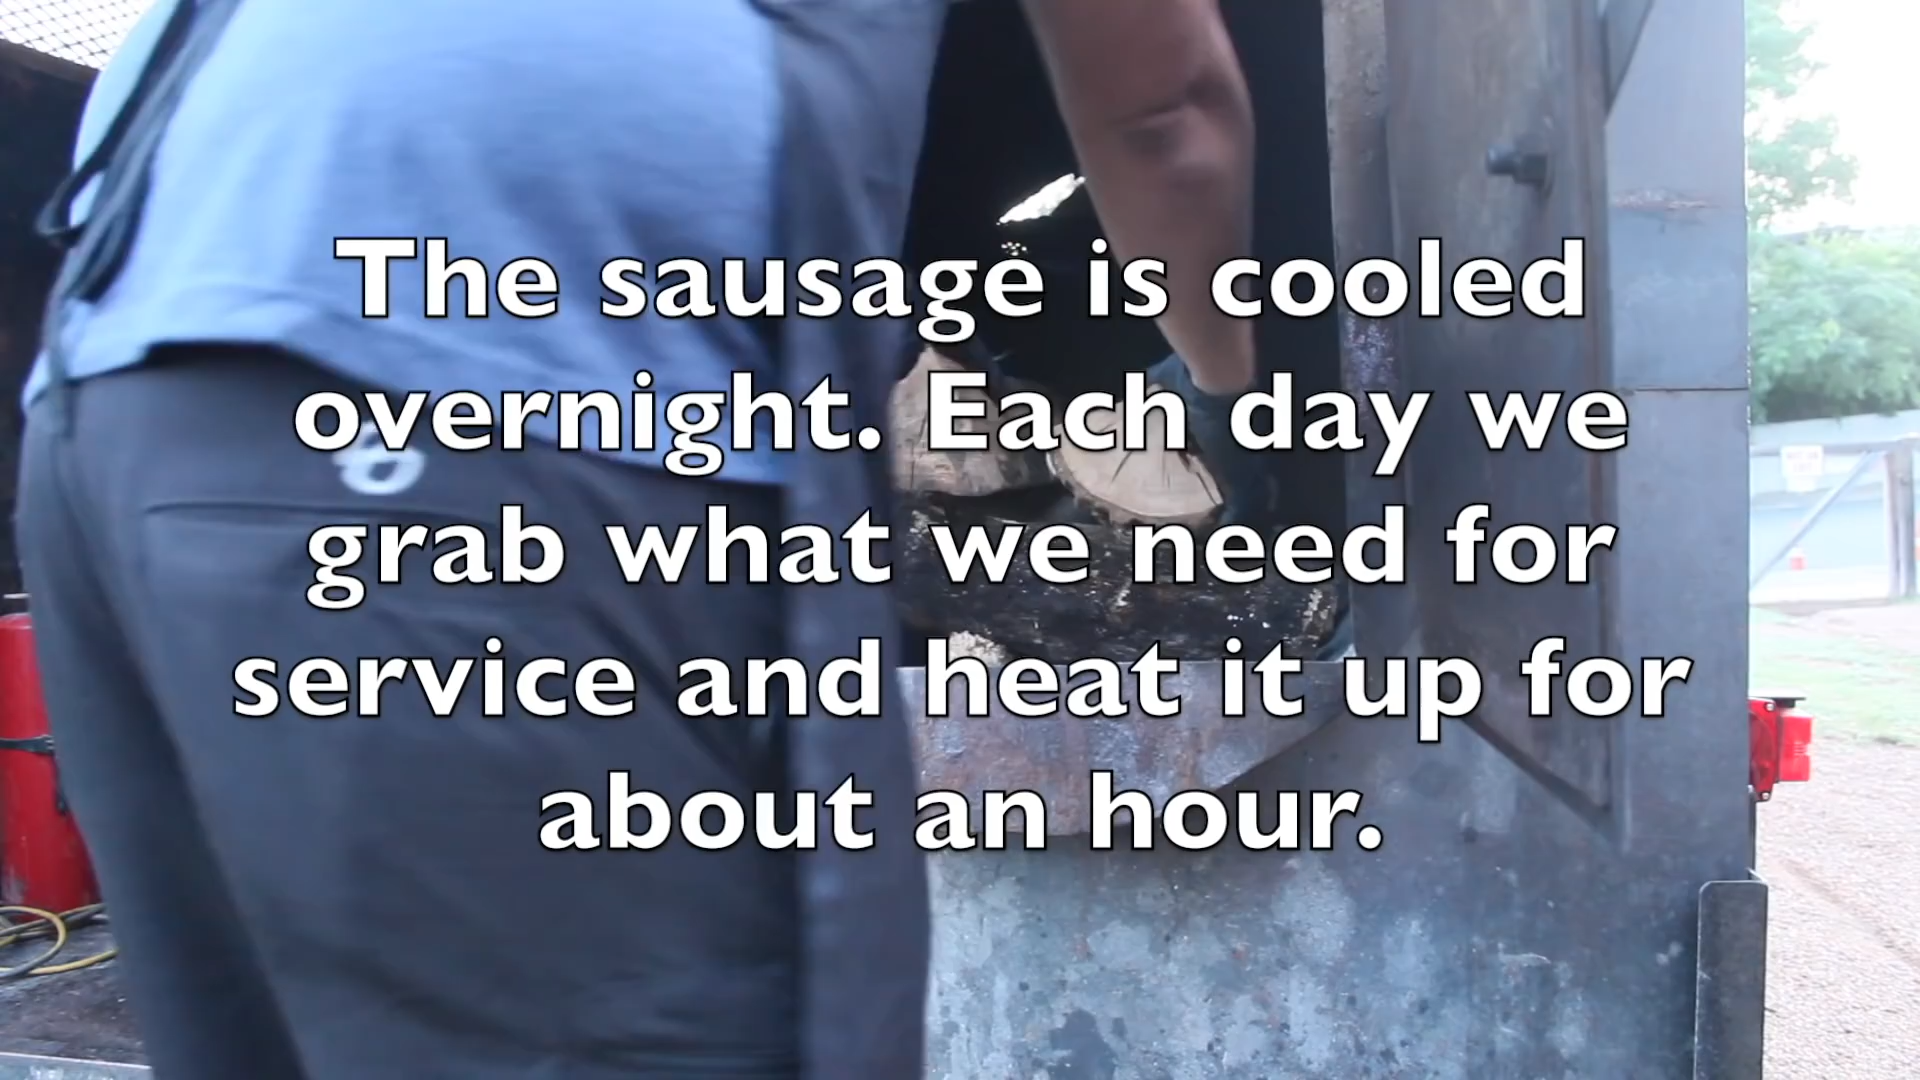 The sausage is cooled
overnight. Each day we
grab what we need for
service and heat it up for
about an hour.